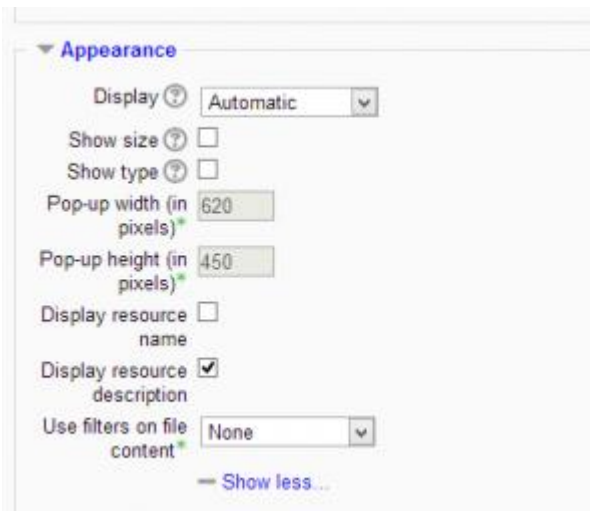 Appearance
Display ? Automatic
Show size ?
Show type ?
Pop-up width (in 620
pixels)*
Pop-up height (in 450
pixels)*
Display resource
name
Display resource
description
Use filters on file None
content*
Show less...